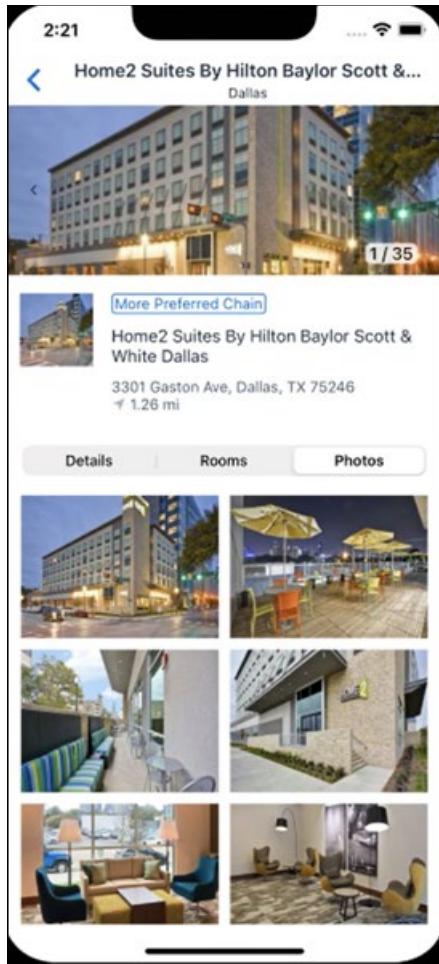 2:21
Home2 Suites By Hilton Baylor Scott &...
Dallas
1 / 35
More Preferred Chain
Home2 Suites By Hilton Baylor Scott &
White Dallas
3301 Gaston Ave, Dallas, TX 75246
1.26 mi
Details Rooms Photos